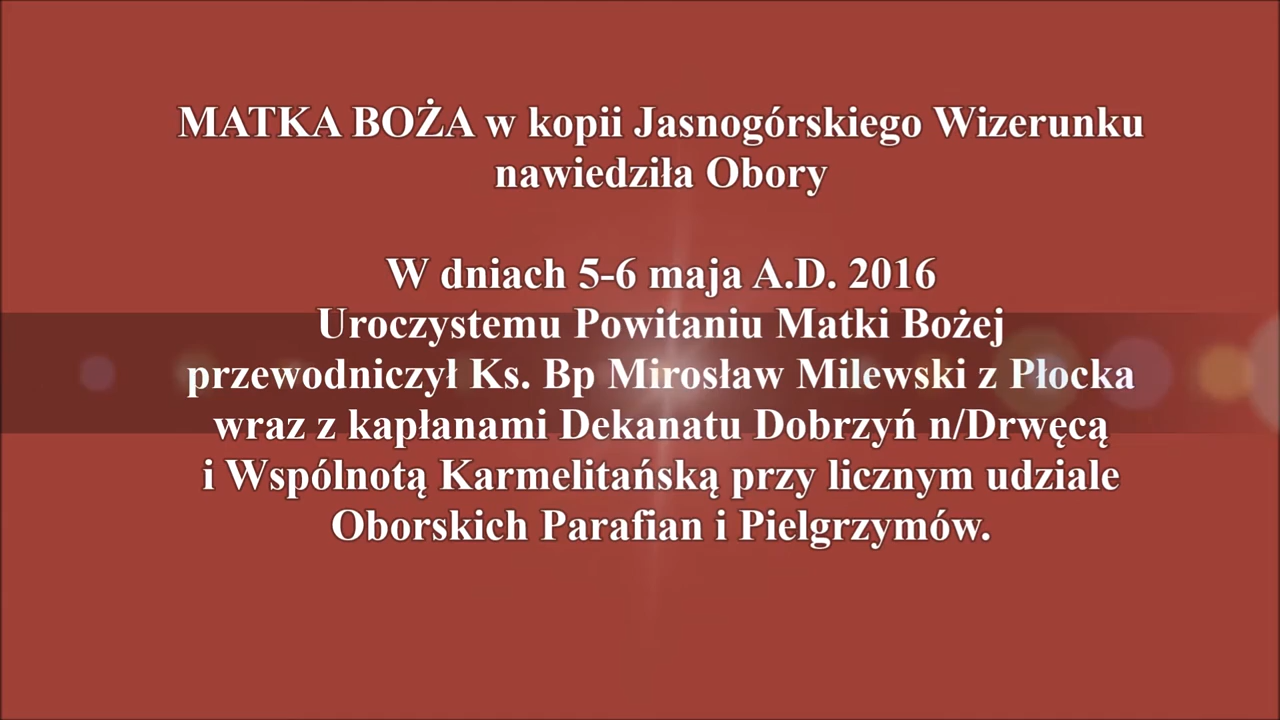 MATKA BOŻA w kopii Jasnogórskiego Wizerunku
nawiedziła Obory
W dniach 5-6 maja A.D. 2016
Uroczystemu Powitaniu Matki Bożej
przewodniczył Ks. Bp Mirosław Milewski z Płocka
wraz z kapłanami Dekanatu Dobrzyń n/Drwęcą
i Wspólnotą Karmelitańską przy licznym udziale
Oborskich Parafian i Pielgrzymów.